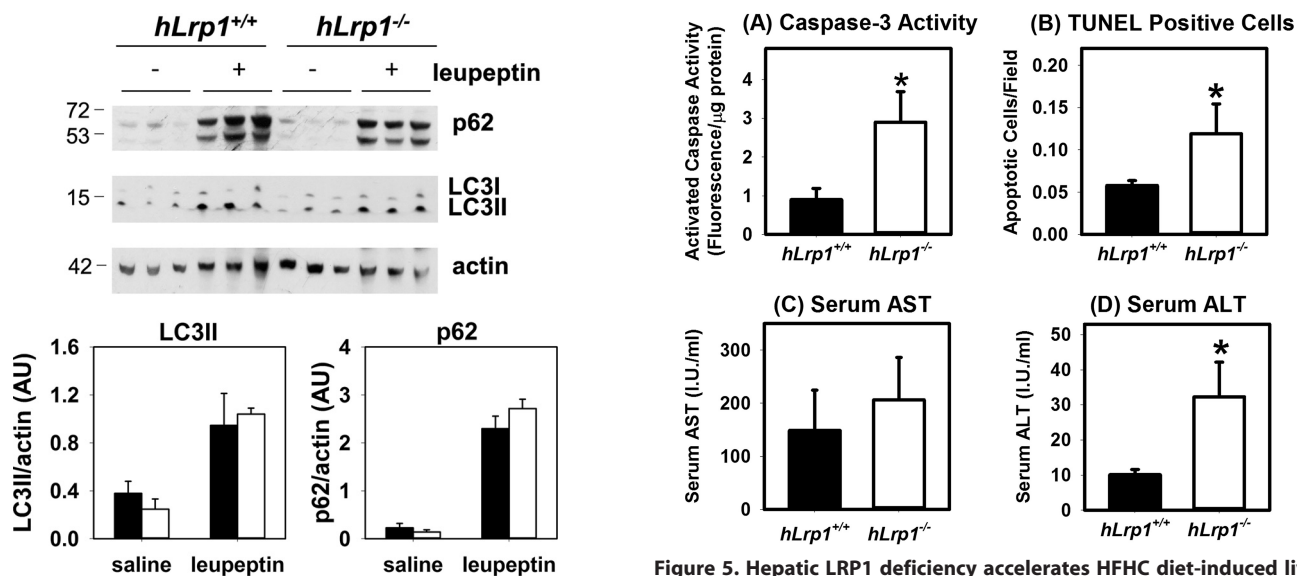 hLrp1+/+ hLrp1-/-
- + - + leupeptin
72
53
p62
15
LC3I
LC3II
42
actin
LC3II
LC3II/actin (AU)
1.6
1.2
0.8
0.4
0.0
saline leupeptin
p62
p62/actin (AU)
4
3
2
1
0
saline leupeptin
(A) Caspase-3 Activity
Activated Caspase Activity
(Fluorescence/µg protein)
4
3
2
1
0
*
hLrp1+/+ hLrp1-/-
(B) TUNEL Positive Cells
Apoptotic Cells/Field
0.20
0.15
0.10
0.05
0.00
*
hLrp1+/+ hLrp1-/-
(C) Serum AST
Serum AST (I.U./ml)
300
200
100
0
hLrp1+/+ hLrp1-/-
(D) Serum ALT
Serum ALT (I.U./ml)
50
40
30
20
10
0
*
hLrp1+/+ hLrp1-/-
Figure 5. Hepatic LRP1 deficiency accelerates HFHC diet-induced